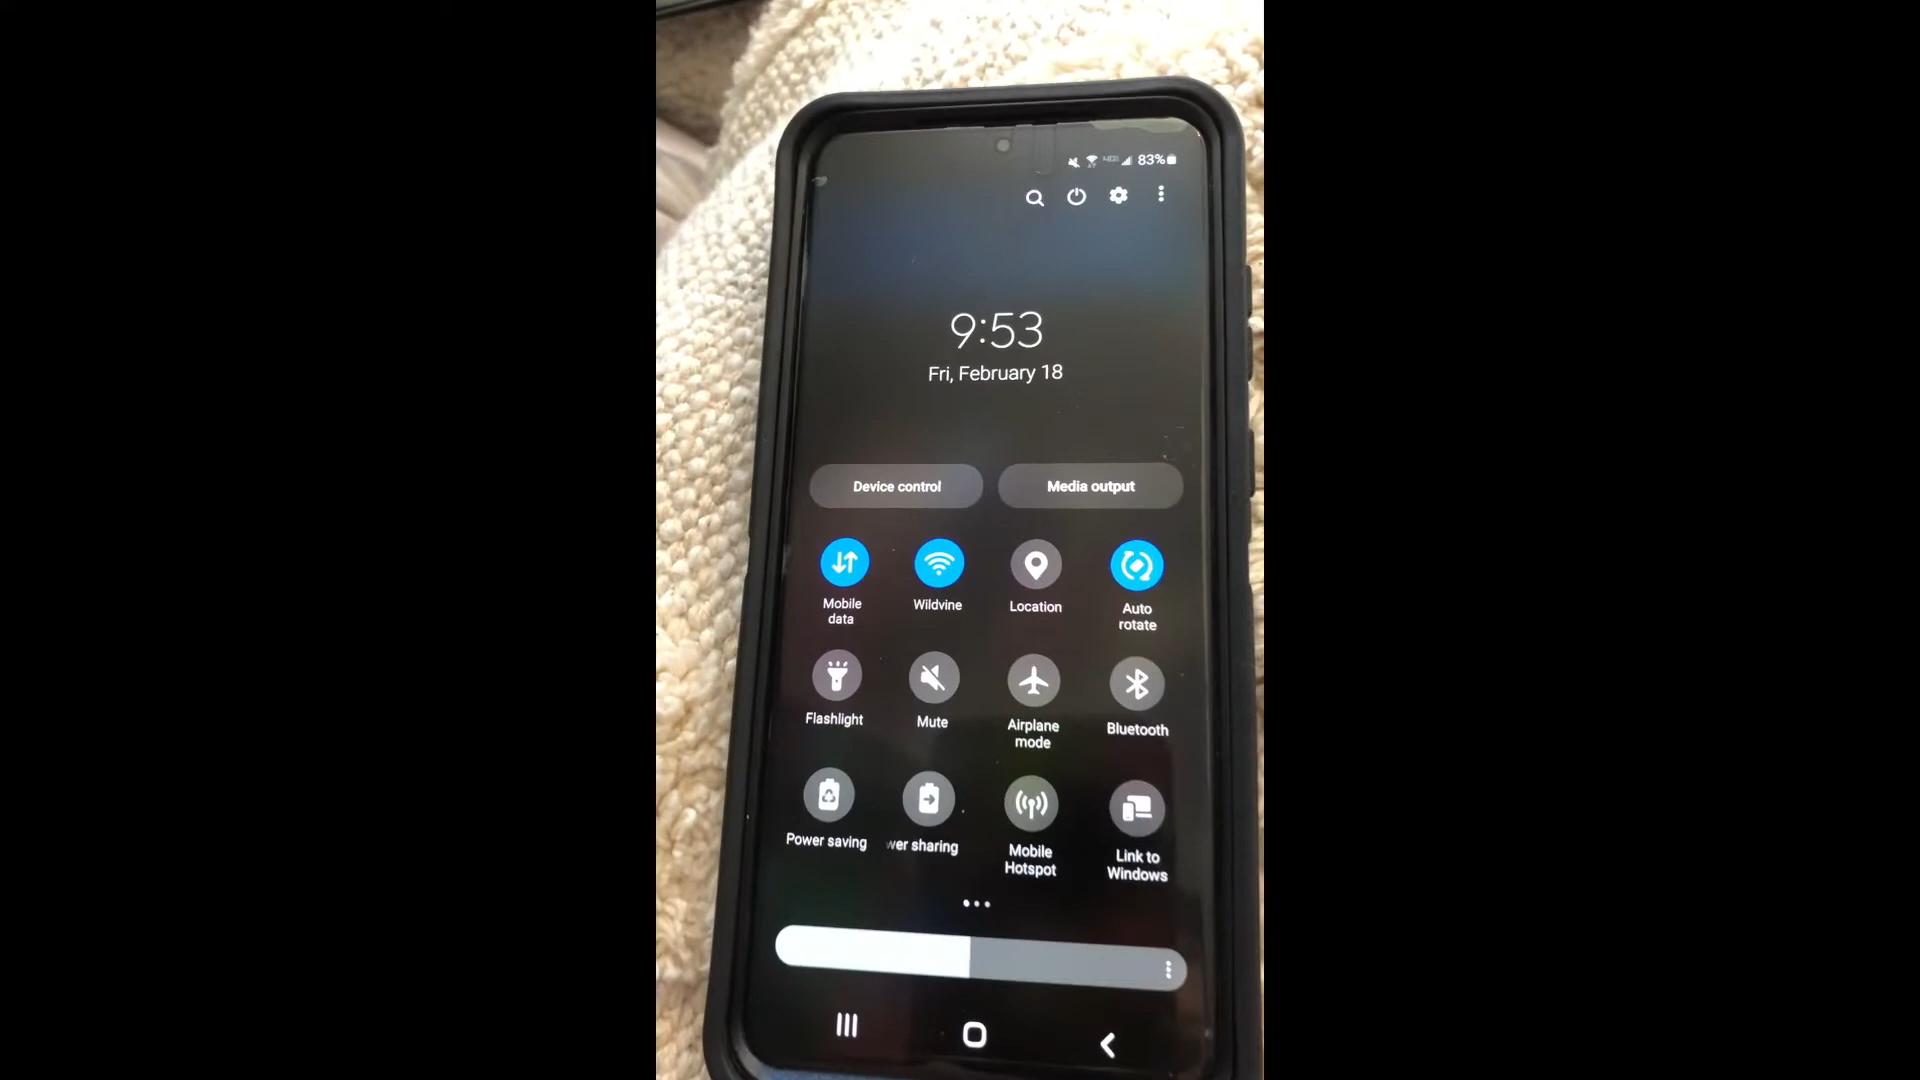 83%
9:53
Fri, February 18
Device control
Media output
Mobile
data
Wildvine
Location
Auto
rotate
Flashlight
Mute
Airplane
mode
Bluetooth
Power saving
wer sharing
Mobile
Hotspot
Link to
Windows